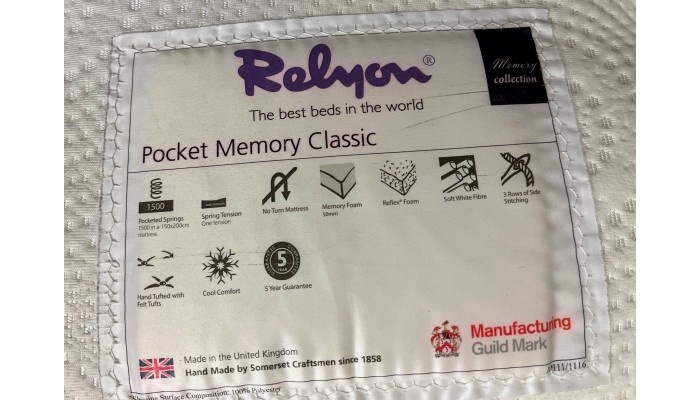 Relyon®
Memory
collection
The best beds in the world
Pocket Memory Classic
1500
Pocketed Springs
1500 in a 150x200cm
mattress
Spring Tension
One tension
No Turn Mattress
Memory Foam
50mm
Reflex® Foam
Soft White Fibre
3 Rows of Side
Stitching
Hand Tufted with
Felt Tufts
Cool Comfort
5
YEAR
5 Year Guarantee
Manufacturing
Guild Mark
Made in the United Kingdom
Hand Made by Somerset Craftsmen since 1858
Surface Composition: 100% Polyester